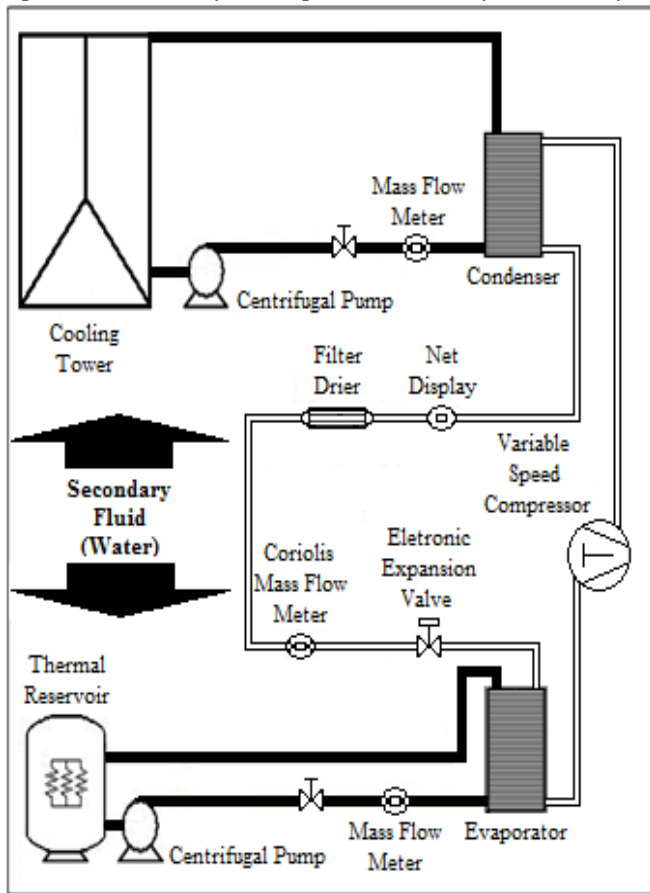 Mass Flow
Meter
Condenser
Centrifugal Pump
Cooling
Tower
Filter
Drier
Net
Display
Variable
Speed
Compressor
Secondary
Fluid
(Water)
Coriolis
Mass Flow
Meter
Eletronic
Expansion
Valve
Thermal
Reservoir
Evaporator
Mass Flow
Meter
Centrifugal Pump